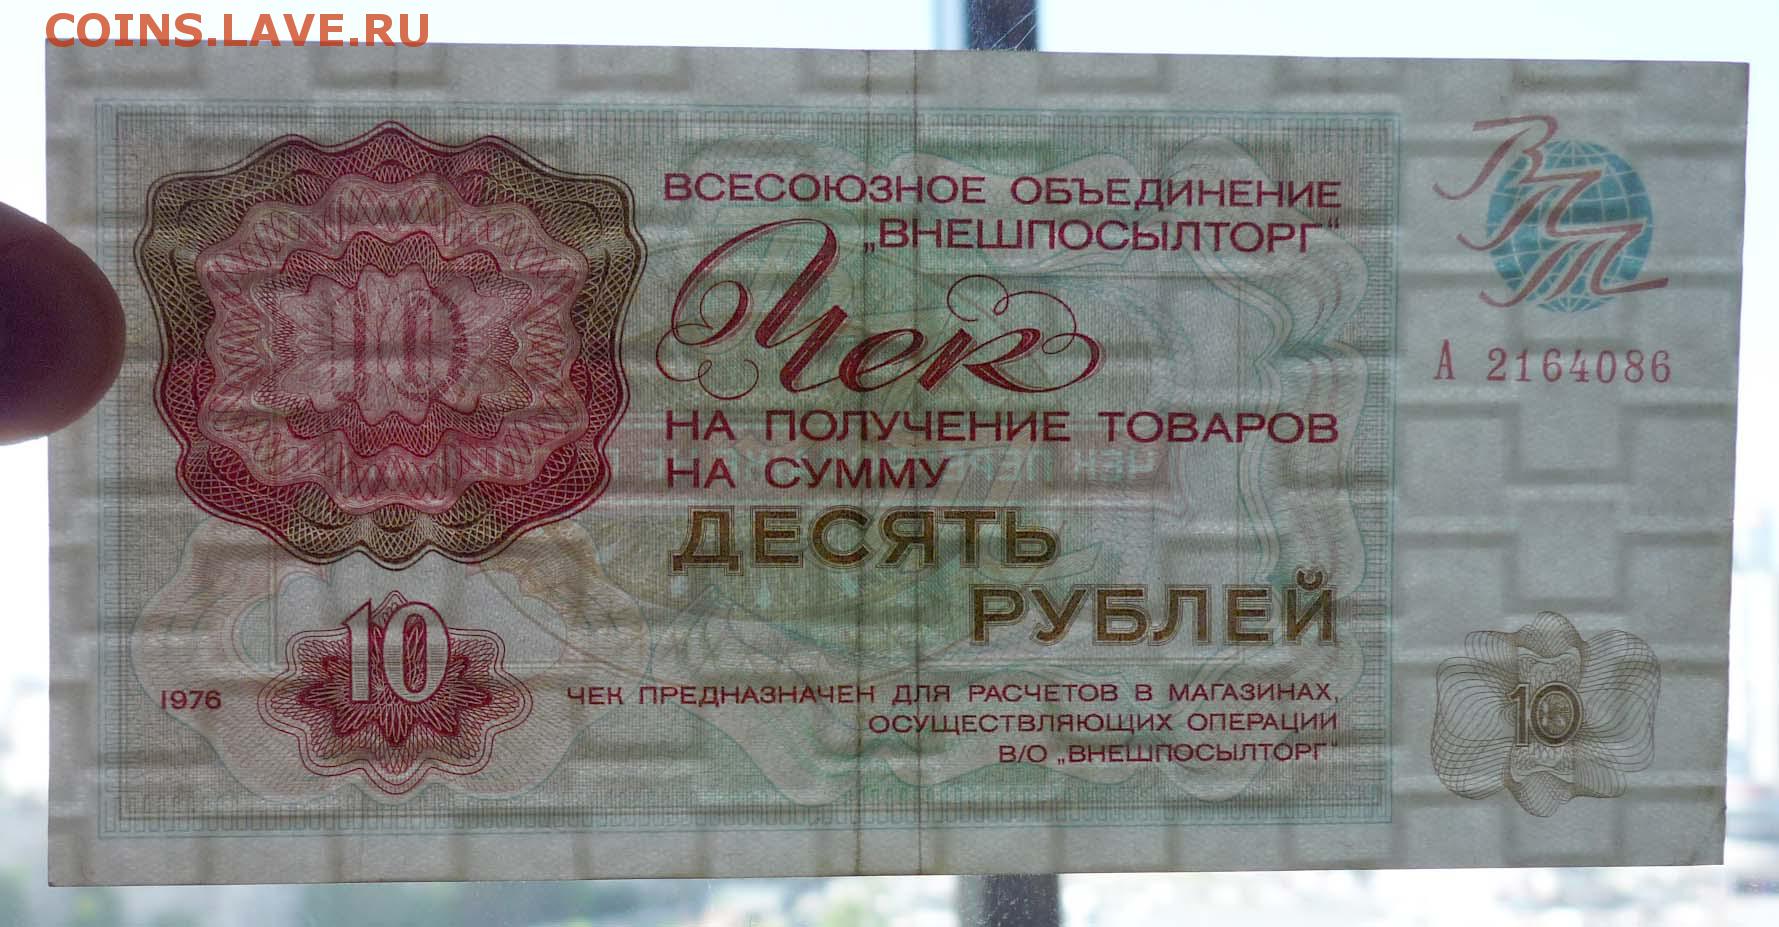 COINS.LAVE.RU
ВСЕСОЮЗНОЕ ОБЪЕДИНЕНИЕ
„ВНЕШПОСЫЛТОРГ“
Чек
НА ПОЛУЧЕНИЕ ТОВАРОВ
НА СУММУ
ДЕСЯТЬ
РУБЛЕЙ
ЧЕК ПРЕДНАЗНАЧЕН ДЛЯ РАСЧЕТОВ В МАГАЗИНАХ,
ОСУЩЕСТВЛЯЮЩИХ ОПЕРАЦИИ
В/О „ВНЕШПОСЫЛТОРГ“
10
10
1976
ВПТ
А 2164086
10